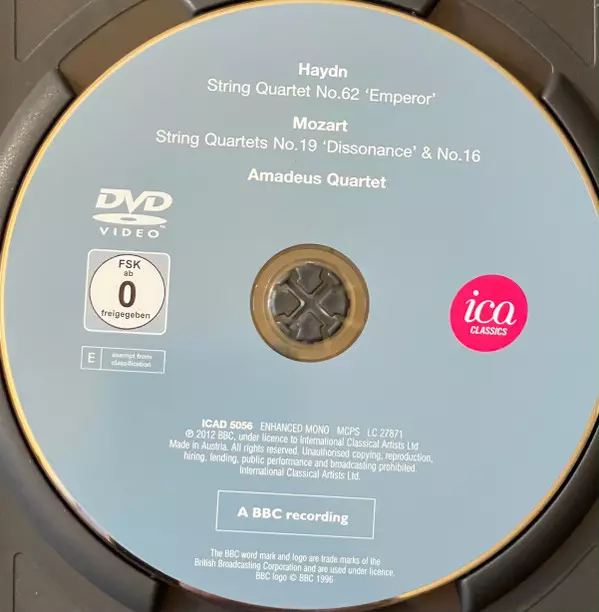 Haydn
String Quartet No.62 ‘Emperor’
Mozart
String Quartets No.19 ‘Dissonance’ & No.16
Amadeus Quartet
DVD
VIDEO
FSK
ab
0
freigegeben
E exempt from
classification
ica
CLASSICS
ICAD 5056 ENHANCED MONO MCPS LC 27871
℗ 2012 BBC, under licence to International Classical Artists Ltd
Made in Austria. All rights reserved. Unauthorised copying, reproduction,
hiring, lending, public performance and broadcasting prohibited.
International Classical Artists Ltd.
A BBC recording
The BBC word mark and logo are trade marks of the
British Broadcasting Corporation and are used under licence.
BBC logo © BBC 1996